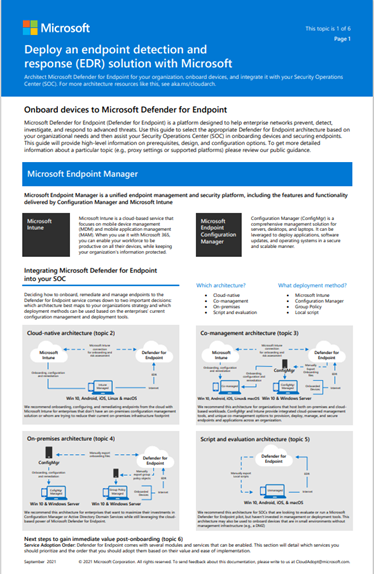 Microsoft
This topic is 1 of 6
Page 1
Deploy an endpoint detection and
response (EDR) solution with Microsoft
Architect Microsoft Defender for Endpoint for your organization, onboard devices, and integrate it with your Security Operations
Center (SOC). For more architecture resources like this, see aka.ms/cloudarch.
Onboard devices to Microsoft Defender for Endpoint
Microsoft Defender for Endpoint (Defender for Endpoint) is a platform designed to help enterprise networks prevent, detect,
investigate, and respond to advanced threats. Use this guide to select the appropriate Defender for Endpoint architecture based on
your organizational needs and then assist your Security Operations Center (SOC) in onboarding devices and securing endpoints.
This guide will provide high-level information on prerequisites, design, and configuration options. To get more detailed
information about a particular topic (e.g., proxy settings or supported platforms) please review our public guidance.
Microsoft Endpoint Manager
Microsoft Endpoint Manager is a unified endpoint management and security platform, including the features and functionality
delivered by Configuration Manager and Microsoft Intune
Microsoft
Intune
Microsoft Intune is a cloud-based service that
focuses on mobile device management
(MDM) and mobile application management
(MAM). When you use it with Microsoft 365,
you can enable your workforce to be
productive on all their devices, while keeping
your organization's information protected.
Microsoft
Endpoint
Configuration
Manager
Configuration Manager (ConfigMgr) is a
comprehensive management solution for
servers, desktops, and laptops. It can be
leveraged to deploy applications, software
updates, and operating systems in a secure
and scalable manner.
Integrating Microsoft Defender for Endpoint
into your SOC
Deciding how to onboard, remediate and manage endpoints to the
Defender for Endpoint service comes down to two important decisions:
which architecture best maps to your organizations strategy and which
deployment methods can be used based on the enterprises' current
configuration management and deployment tools.
Which architecture?
• Cloud-native
• Co-management
• On-premises
• Script and evaluation
What deployment method?
• Microsoft Intune
• Configuration Manager
• Group Policy
• Local script
Cloud-native architecture (topic 2)
Microsoft
Intune
Defender for
Endpoint
Win 10, Android, iOS, Linux & macOS
We recommend onboarding, configuring, and remediating endpoints from the cloud with
Microsoft Intune for enterprises that don't have an on-premises configuration management
solution or whom are trying to reduce their current on-premises infrastructure footprint
Co-management architecture (topic 3)
Microsoft
Intune
ConfigMgr
Defender for
Endpoint
Win 10, Android, iOS, & macOS
Win 10 & Windows Server
We recommend this architecture for organizations that host both on-premises and cloud-
based workloads. ConfigMgr and Intune provide integrated cloud-powered management
tools, and unique co-management options to provision, deploy, manage, and secure
endpoints and applications across an organization.
On-premises architecture (topic 4)
ConfigMgr
Defender for
Endpoint
Win 10 & Windows Server
Win 10 & Windows Server
We recommend this architecture for enterprises that want to maximize their investments in
Configuration Manager or Active Directory Domain Services while still leveraging the cloud
based power of Microsoft Defender for Endpoint.
Script and evaluation architecture (topic 5)
Defender for
Endpoint
Win 10 & macOS
We recommend this architecture for SOCs that are looking to evaluate or run a Microsoft
Defender for Endpoint pilot, but haven't invested in management or deployment tools. This
architecture may also be used to onboard devices that are in small environments without
management infrastructure (e.g., a DMZ).
Next steps to gain immediate value post-onboarding (topic 6)
Service Adoption Order: Defender for Endpoint comes with several modules and services that can be enabled. This section will detail which services you
should prioritize and the order that you should adopt them based on their value and ease of implementation.
September 2021
© 2021 Microsoft Corporation. All rights reserved. To send feedback about this documentation, please write to us at CloudAdopt@microsoft.com.